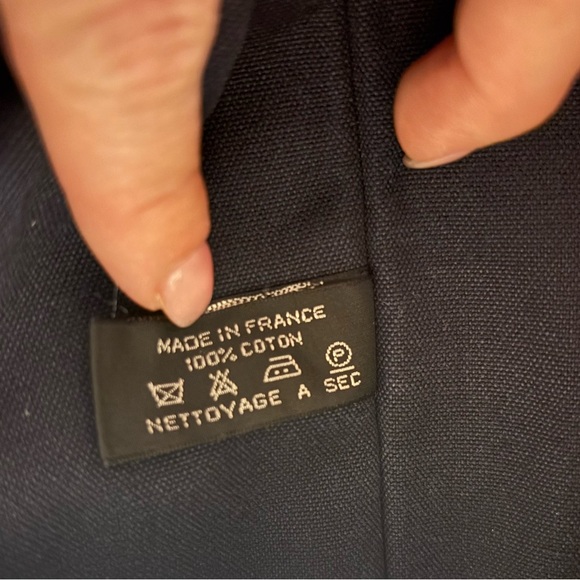 MADE IN FRANCE
100% COTON
P
NETTOYAGE A SEC